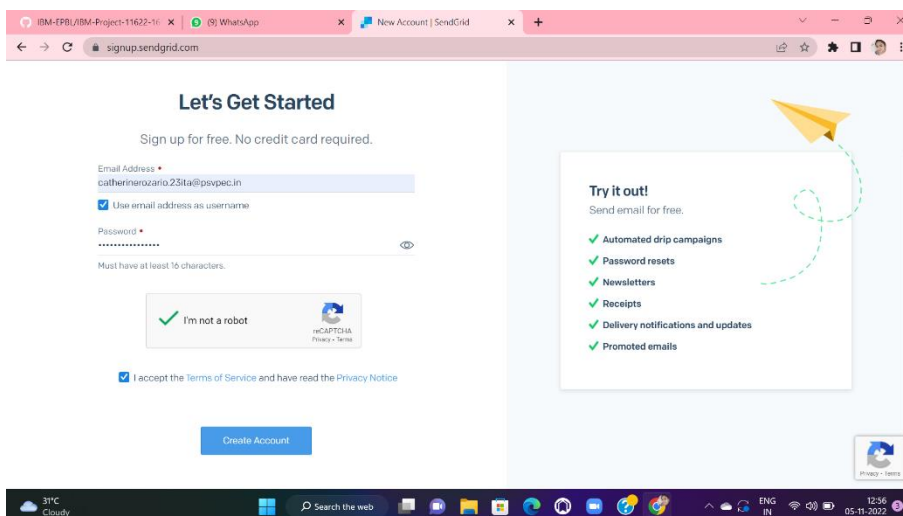 IBM-EPBL/IBM-Project-11622-16
(9) WhatsApp
New Account | SendGrid
signup.sendgrid.com
Let's Get Started
Sign up for free. No credit card required.
Email Address •
catherinerozario.23ita@psvpec.in
Use email address as username
Password •
••••••••••••••••
Must have at least 16 characters.
I'm not a robot
reCAPTCHA
Privacy - Terms
I accept the Terms of Service and have read the Privacy Notice
Create Account
Try it out!
Send email for free.
Automated drip campaigns
Password resets
Newsletters
Receipts
Delivery notifications and updates
Promoted emails
Privacy - Terms
31°C
Cloudy
Search the web
ENG
IN
12:56
05-11-2022